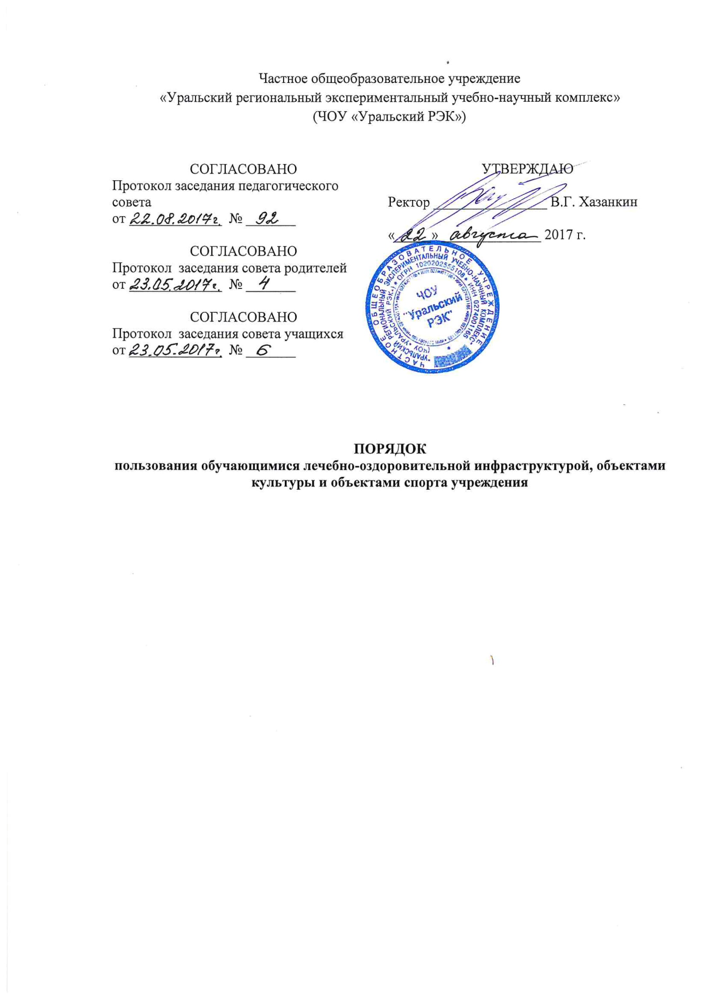 Частное общеобразовательное учреждение
«Уральский региональный экспериментальный учебно-научный комплекс»
(ЧОУ «Уральский РЭК»)
СОГЛАСОВАНО
Протокол заседания педагогического
совета
от 22.08.2017г. № 92
СОГЛАСОВАНО
Протокол заседания совета родителей
от 23.05.2017г. № 4
СОГЛАСОВАНО
Протокол заседания совета учащихся
от 23.05.2017г. № 6
УТВЕРЖДАЮ
Ректор В.Г. Хазанкин
«22» августа 2017 г.
ЧАСТНОЕ ОБЩЕОБРАЗОВАТЕЛЬНОЕ УЧРЕЖДЕНИЕ
"УРАЛЬСКИЙ РЕГИОНАЛЬНЫЙ ЭКСПЕРИМЕНТАЛЬНЫЙ УЧЕБНО-НАУЧНЫЙ КОМПЛЕКС"
(ЧОУ «УРАЛЬСКИЙ РЭК») * ОГРН 1020202555108 * ИНН 0274001165
ЧОУ
"Уральский
РЭК"
ПОРЯДОК
пользования обучающимися лечебно-оздоровительной инфраструктурой, объектами
культуры и объектами спорта учреждения